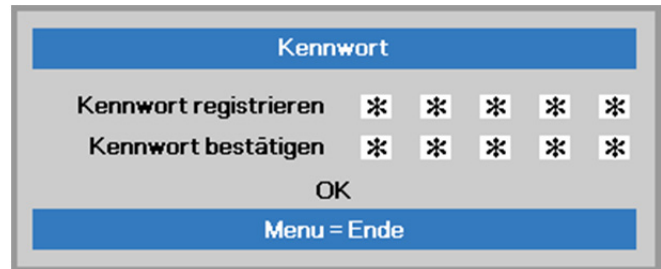 Kennwort
Kennwort registrieren * * * * *
Kennwort bestätigen * * * * *
OK
Menu = Ende